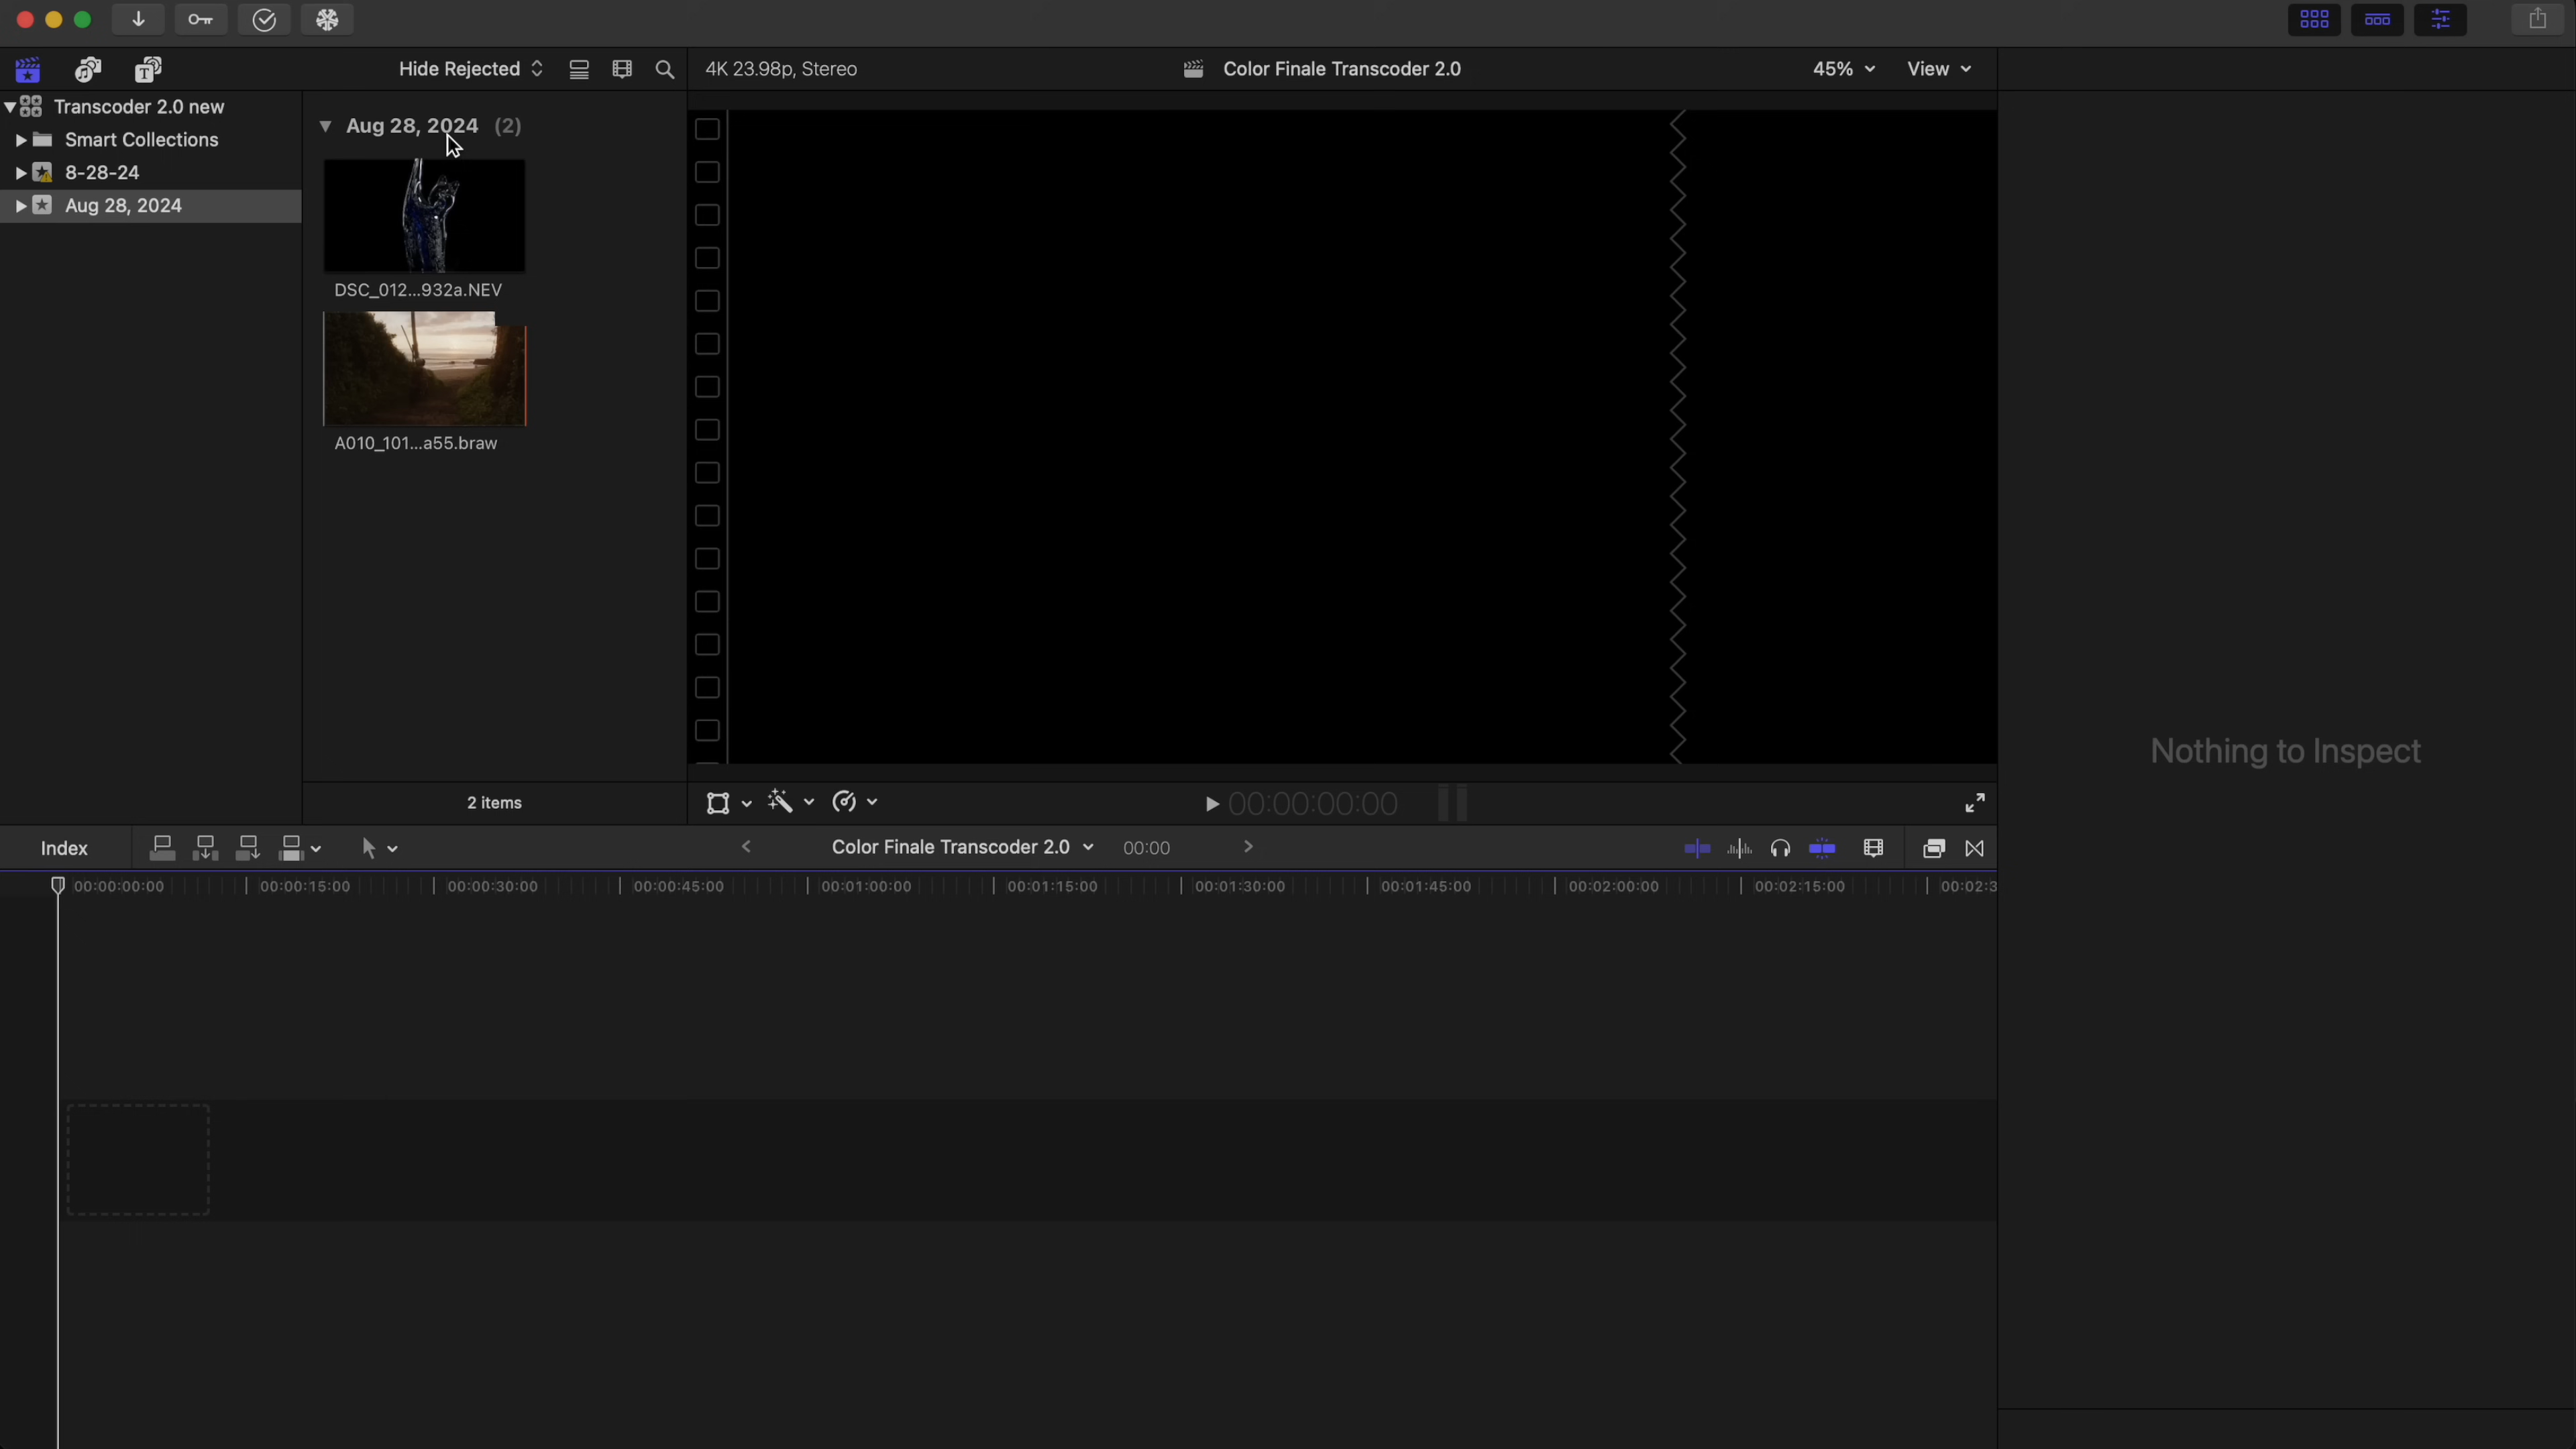 Hide Rejected
4K 23.98p, Stereo
Color Finale Transcoder 2.0
45%
View
Transcoder 2.0 new
Smart Collections
8-28-24
Aug 28, 2024
Aug 28, 2024 (2)
DSC_012...932a.NEV
A010_101...a55.braw
2 items
00:00:00:00
Nothing to Inspect
Index
Color Finale Transcoder 2.0
00:00
00:00:00:00
00:00:15:00
00:00:30:00
00:00:45:00
00:01:00:00
00:01:15:00
00:01:30:00
00:01:45:00
00:02:00:00
00:02:15:00
00:02:3